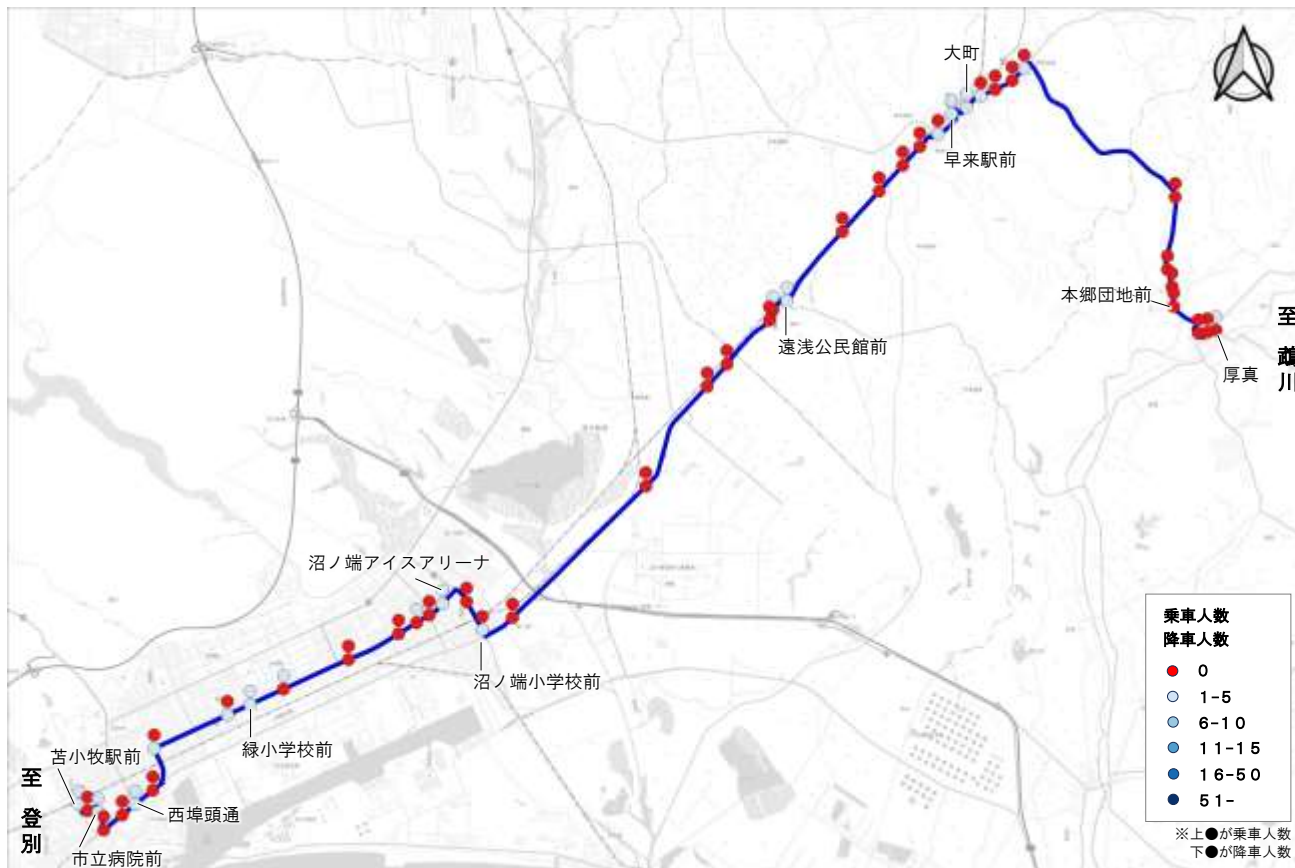 大町
早来駅前
本郷団地前
至
鵡
川
厚真
遠浅公民館前
沼ノ端アイスアリーナ
沼ノ端小学校前
緑小学校前
苫小牧駅前
至
登
別
西埠頭通
市立病院前
乗車人数
降車人数
0
1-5
6-10
11-15
16-50
51-
※上●が乗車人数
下●が降車人数